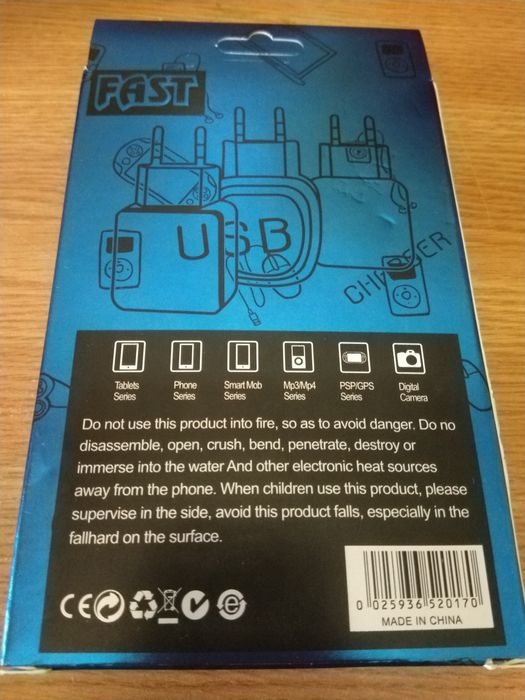 FAST
USB
CHARGER
Tablets Series
Phone Series
Smart Mob Series
Mp3/Mp4 Series
PSP/GPS Series
Digital Camera
Do not use this product into fire, so as to avoid danger. Do no
disassemble, open, crush, bend, penetrate, destroy or
immerse into the water And other electronic heat sources
away from the phone. When children use this product, please
supervise in the side, avoid this product falls, especially in the
fallhard on the surface.
CE
0 025936 520170
MADE IN CHINA